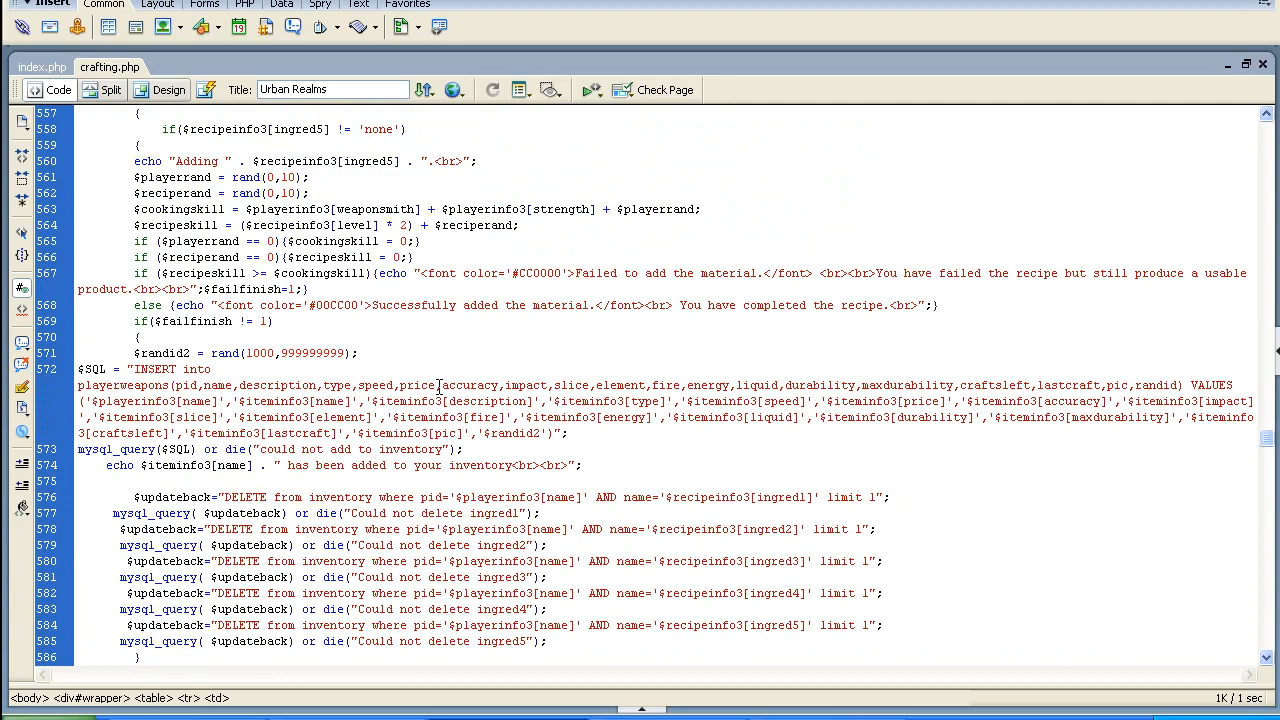 Insert Common Layout Forms PHP Data Spry Text Favorites
index.php crafting.php
Code Split Design Title: Urban Realms Check Page
557 {
558 if($recipeinfo3[ingred5] != 'none')
559 {
560 echo "Adding " . $recipeinfo3[ingred5] . ".<br>";
561 $playerrand = rand(0,10);
562 $reciperand = rand(0,10);
563 $cookingskill = $playerinfo3[weaponsmith] + $playerinfo3[strength] + $playerrand;
564 $recipeskill = ($recipeinfo3[level] * 2) + $reciperand;
565 if ($playerrand == 0){$cookingskill = 0;}
566 if ($reciperand == 0){$recipeskill = 0;}
567 if ($recipeskill >= $cookingskill){echo "<font color='#CC0000'>Failed to add the material.</font> <br><br>You have failed the recipe but still produce a usable
product.<br><br>";$failfinish=1;}
568 else {echo "<font color='#00CC00'>Successfully added the material.</font><br> You have completed the recipe.<br>";}
569 if($failfinish != 1)
570 {
571 $randid2 = rand(1000,999999999);
572 $SQL = "INSERT into
playerweapons(pid,name,description,type,speed,price,accuracy,impact,slice,element,fire,energy,liquid,durability,maxdurability,craftsleft,lastcraft,pic,randid) VALUES
('$playerinfo3[name]','$iteminfo3[name]','$iteminfo3[description]','$iteminfo3[type]','$iteminfo3[speed]','$iteminfo3[price]','$iteminfo3[accuracy]','$iteminfo3[impact]
','$iteminfo3[slice]','$iteminfo3[element]','$iteminfo3[fire]','$iteminfo3[energy]','$iteminfo3[liquid]','$iteminfo3[durability]','$iteminfo3[maxdurability]','$iteminfo
3[craftsleft]','$iteminfo3[lastcraft]','$iteminfo3[pic]','$randid2')";
573 mysql_query($SQL) or die("could not add to inventory");
574 echo $iteminfo3[name] . " has been added to your inventory<br><br>";
575
576 $updateback="DELETE from inventory where pid='$playerinfo3[name]' AND name='$recipeinfo3[ingred1]' limit 1";
577 mysql_query( $updateback) or die("Could not delete ingred1");
578 $updateback="DELETE from inventory where pid='$playerinfo3[name]' AND name='$recipeinfo3[ingred2]' limit 1";
579 mysql_query( $updateback) or die("Could not delete ingred2");
580 $updateback="DELETE from inventory where pid='$playerinfo3[name]' AND name='$recipeinfo3[ingred3]' limit 1";
581 mysql_query( $updateback) or die("Could not delete ingred3");
582 $updateback="DELETE from inventory where pid='$playerinfo3[name]' AND name='$recipeinfo3[ingred4]' limit 1";
583 mysql_query( $updateback) or die("Could not delete ingred4");
584 $updateback="DELETE from inventory where pid='$playerinfo3[name]' AND name='$recipeinfo3[ingred5]' limit 1";
585 mysql_query( $updateback) or die("Could not delete ingred5");
586 }
<body> <div#wrapper> <table> <tr> <td> 1K / 1 sec